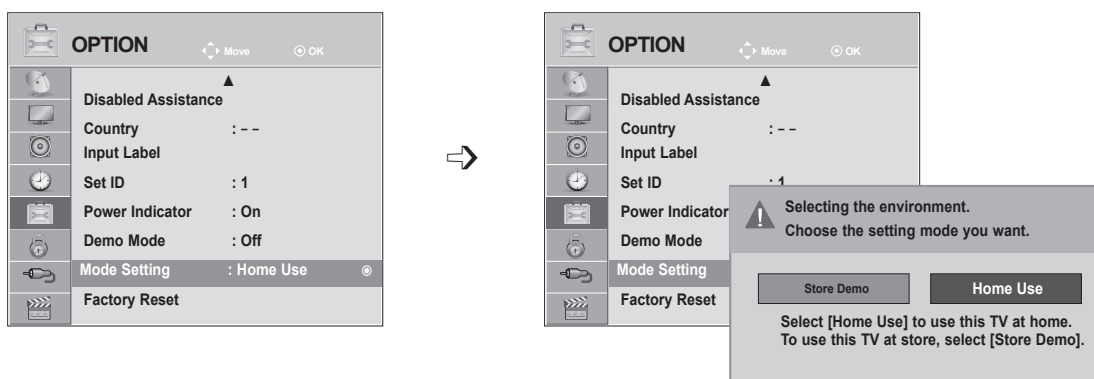 OPTION Move OK
Disabled Assistance
Country : – –
Input Label
Set ID : 1
Power Indicator : On
Demo Mode : Off
Mode Setting : Home Use
Factory Reset
OPTION Move OK
Disabled Assistance
Country : – –
Input Label
Set ID : 1
Power Indicator
Demo Mode
Mode Setting
Factory Reset
Selecting the environment.
Choose the setting mode you want.
Store Demo Home Use
Select [Home Use] to use this TV at home.
To use this TV at store, select [Store Demo].